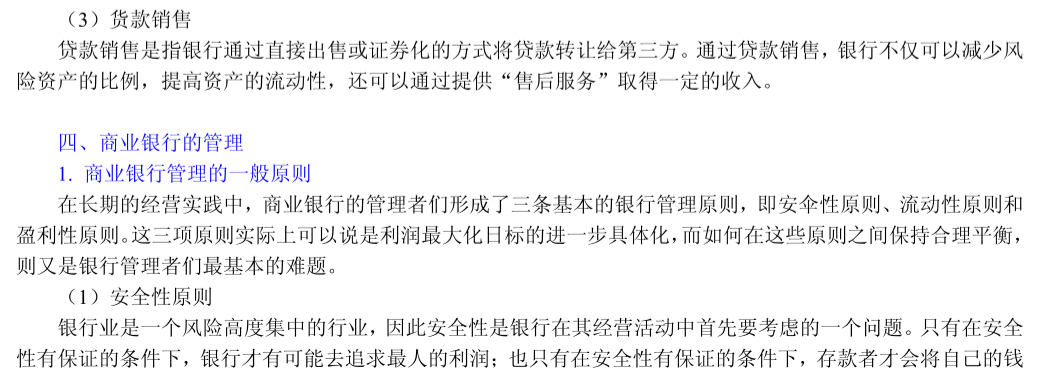 （3）货款销售
贷款销售是指银行通过直接出售或证券化的方式将贷款转让给第三方。通过贷款销售，银行不仅可以减少风
险资产的比例，提高资产的流动性，还可以通过提供“售后服务”取得一定的收入。
四、商业银行的管理
1. 商业银行管理的一般原则
在长期的经营实践中，商业银行的管理者们形成了三条基本的银行管理原则，即安伞性原则、流动性原则和
盈利性原则。这三项原则实际上可以说是利润最大化日标的进一步具体化，而如何在这些原则之间保持合理平衡，
则又是银行管理者们最基本的难题。
（1）安全性原则
银行业是一个风险高度集中的行业，因此安全性是银行在其经营活动中首先要考虑的一个问题。只有在安全
性有保证的条件下，银行才有可能去追求最人的利润；也只有在安全性有保证的条件下，存款者才会将自己的钱